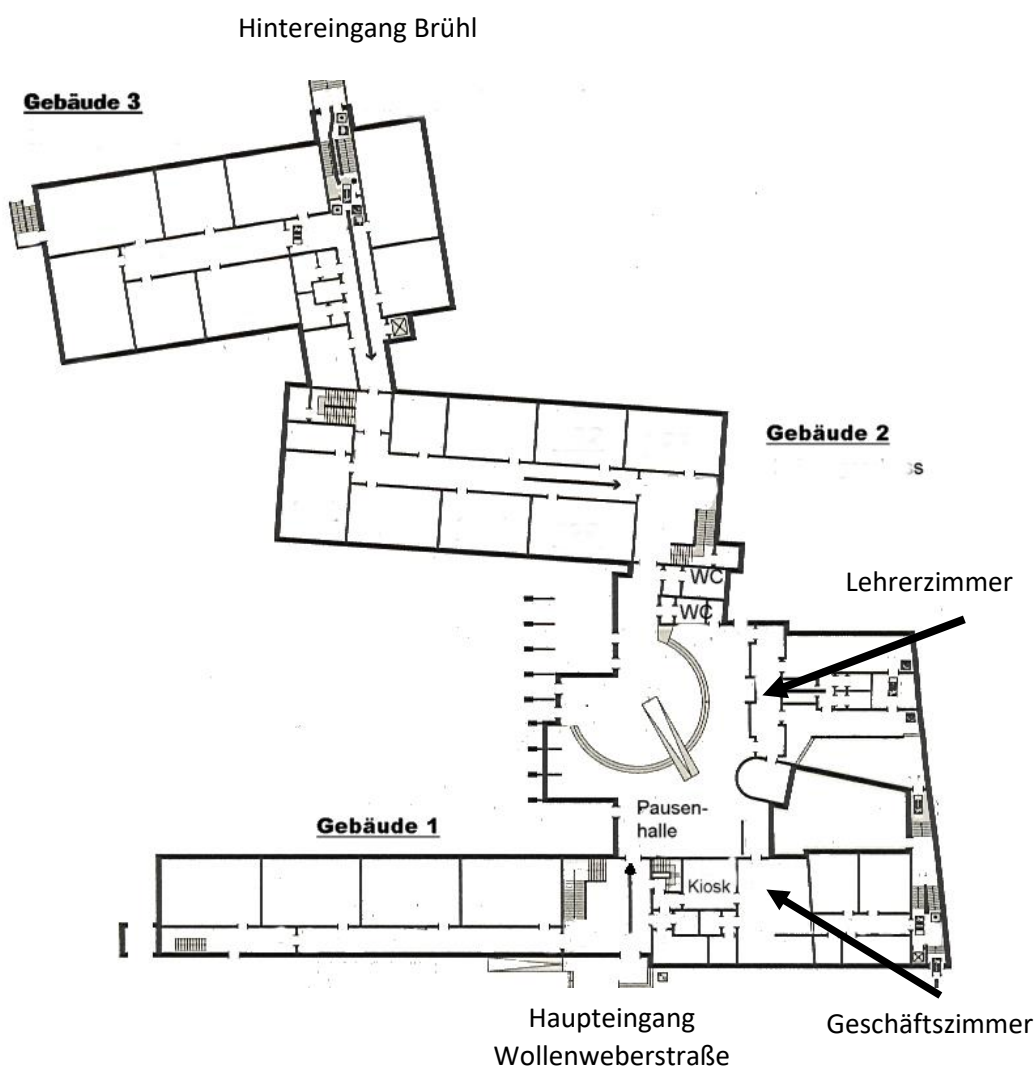 Hintereingang Brühl
Gebäude 3
Gebäude 2
s
WC
Lehrerzimmer
WC
Pausen-
halle
Gebäude 1
Kiosk
Haupteingang
Wollenweberstraße
Geschäftszimmer